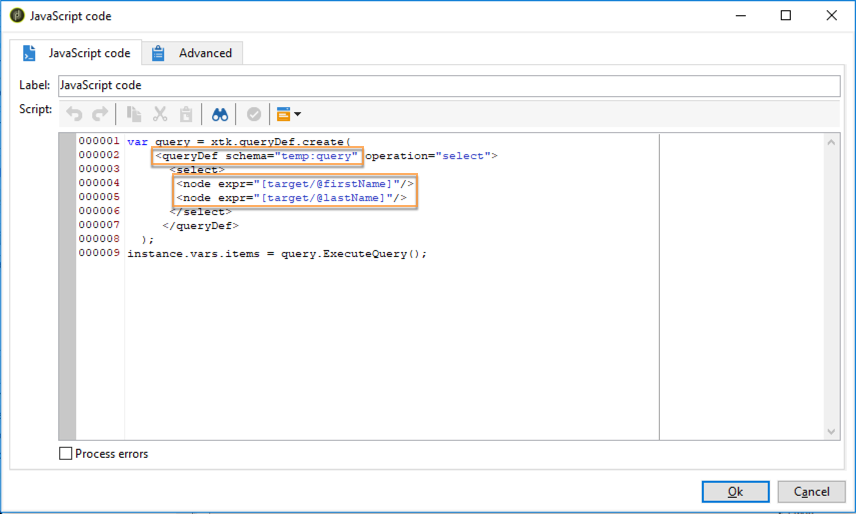 JavaScript code
JavaScript code Advanced
Label: JavaScript code
Script:
000001 var query = xtk.queryDef.create(
000002 <queryDef schema="temp:query" operation="select">
000003 <select>
000004 <node expr="[target/@firstName]"/>
000005 <node expr="[target/@lastName]"/>
000006 </select>
000007 </queryDef>
000008 );
000009 instance.vars.items = query.ExecuteQuery();
Process errors
Ok Cancel